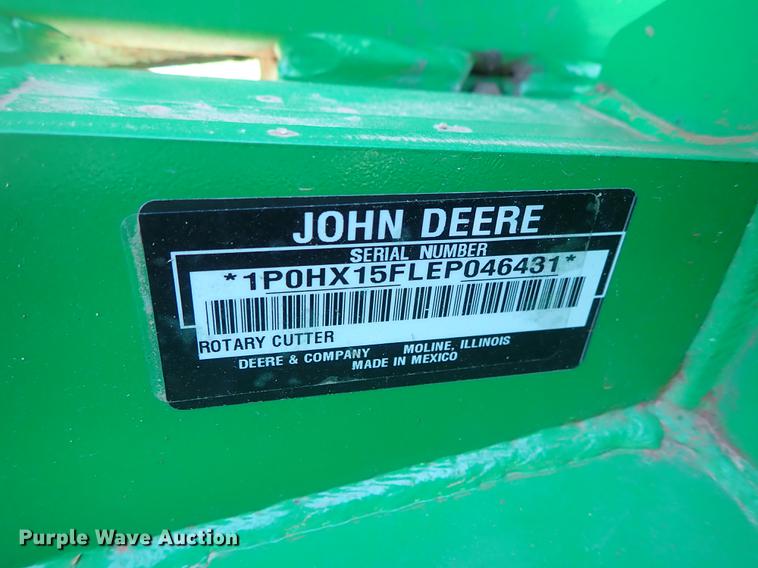 JOHN DEERE
SERIAL NUMBER
*1P0HX15FLEP046431*
ROTARY CUTTER
DEERE & COMPANY MOLINE, ILLINOIS
MADE IN MEXICO
Purple Wave Auction